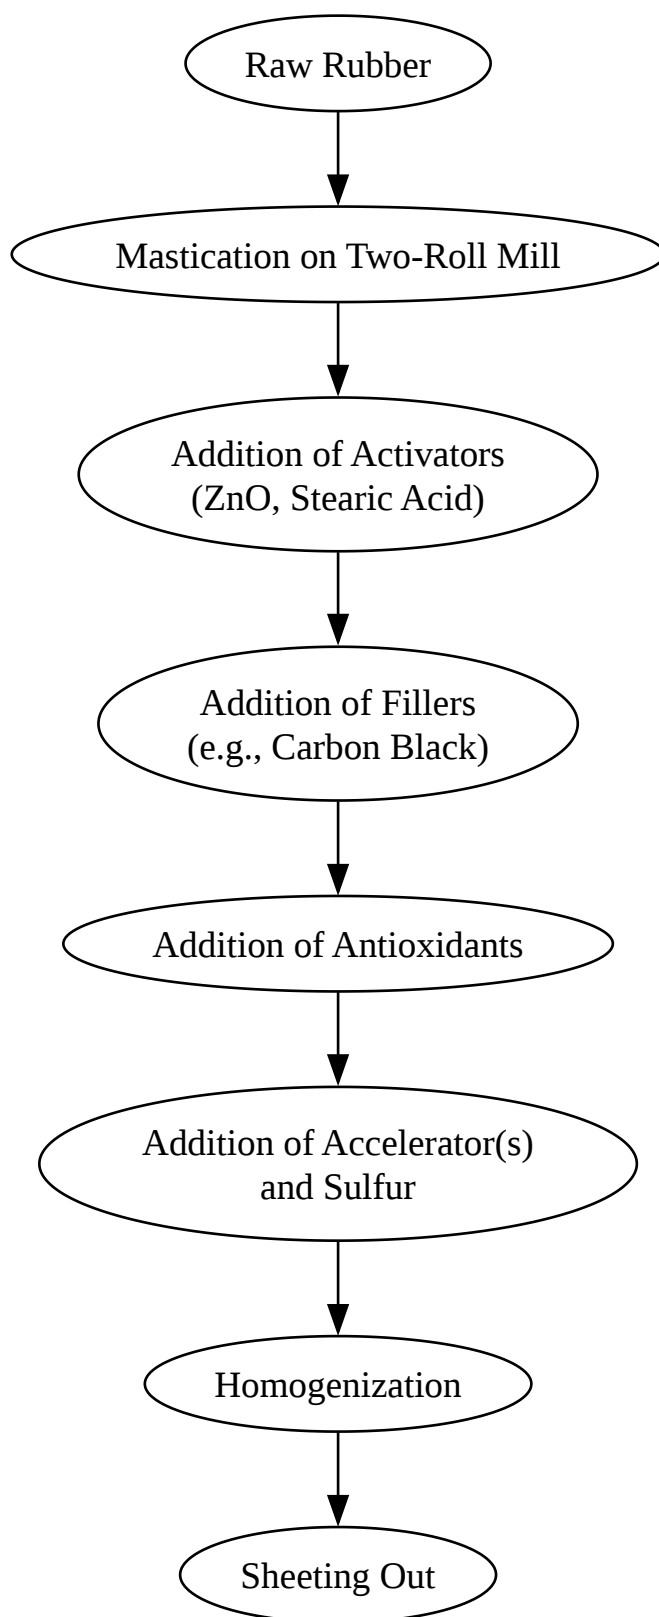 Raw Rubber
Mastication on Two-Roll Mill
Addition of Activators
(ZnO, Stearic Acid)
Addition of Fillers
(e.g., Carbon Black)
Addition of Antioxidants
Addition of Accelerator(s)
and Sulfur
Homogenization
Sheeting Out